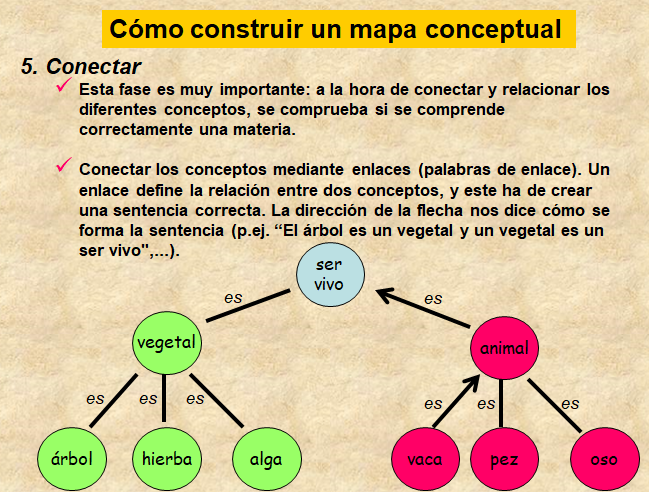 Cómo construir un mapa conceptual
5. Conectar
✓ Esta fase es muy importante: a la hora de conectar y relacionar los
diferentes conceptos, se comprueba si se comprende
correctamente una materia.
✓ Conectar los conceptos mediante enlaces (palabras de enlace). Un
enlace define la relación entre dos conceptos, y este ha de crear
una sentencia correcta. La dirección de la flecha nos dice cómo se
forma la sentencia (p.ej. “El árbol es un vegetal y un vegetal es un
ser vivo",...).
ser
vivo
es
es
vegetal
animal
es
es
es
es
es
es
árbol
hierba
alga
vaca
pez
oso